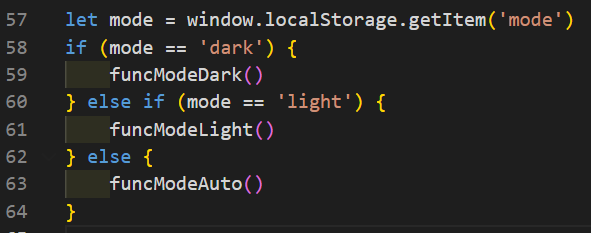 57 let mode = window.localStorage.getItem('mode')
58 if (mode == 'dark') {
59     funcModeDark()
60 } else if (mode == 'light') {
61     funcModeLight()
62 } else {
63     funcModeAuto()
64 }